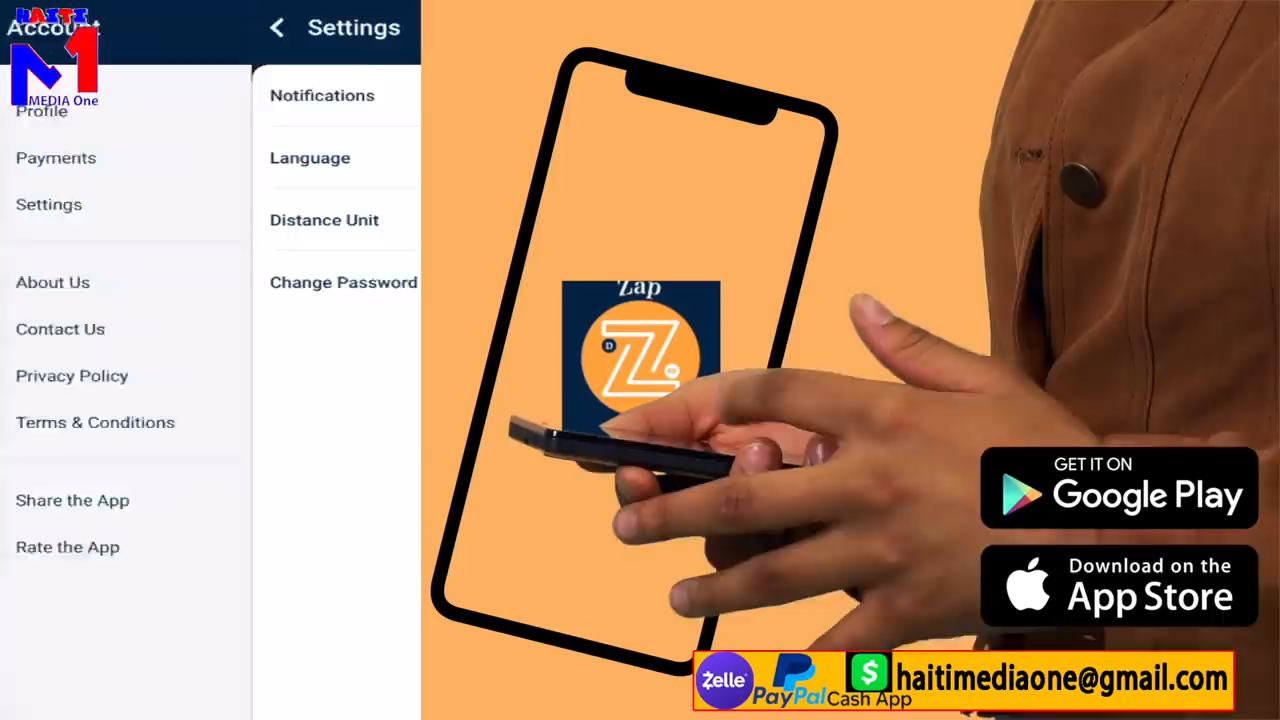 HAITI
M1
MEDIA One
Account
Profile
Payments
Settings
About Us
Contact Us
Privacy Policy
Terms & Conditions
Share the App
Rate the App
Settings
Notifications
Language
Distance Unit
Change Password
Zap
D
Z
GET IT ON
Google Play
Download on the
App Store
Zelle
PayPal
$
Cash App
haitimediaone@gmail.com